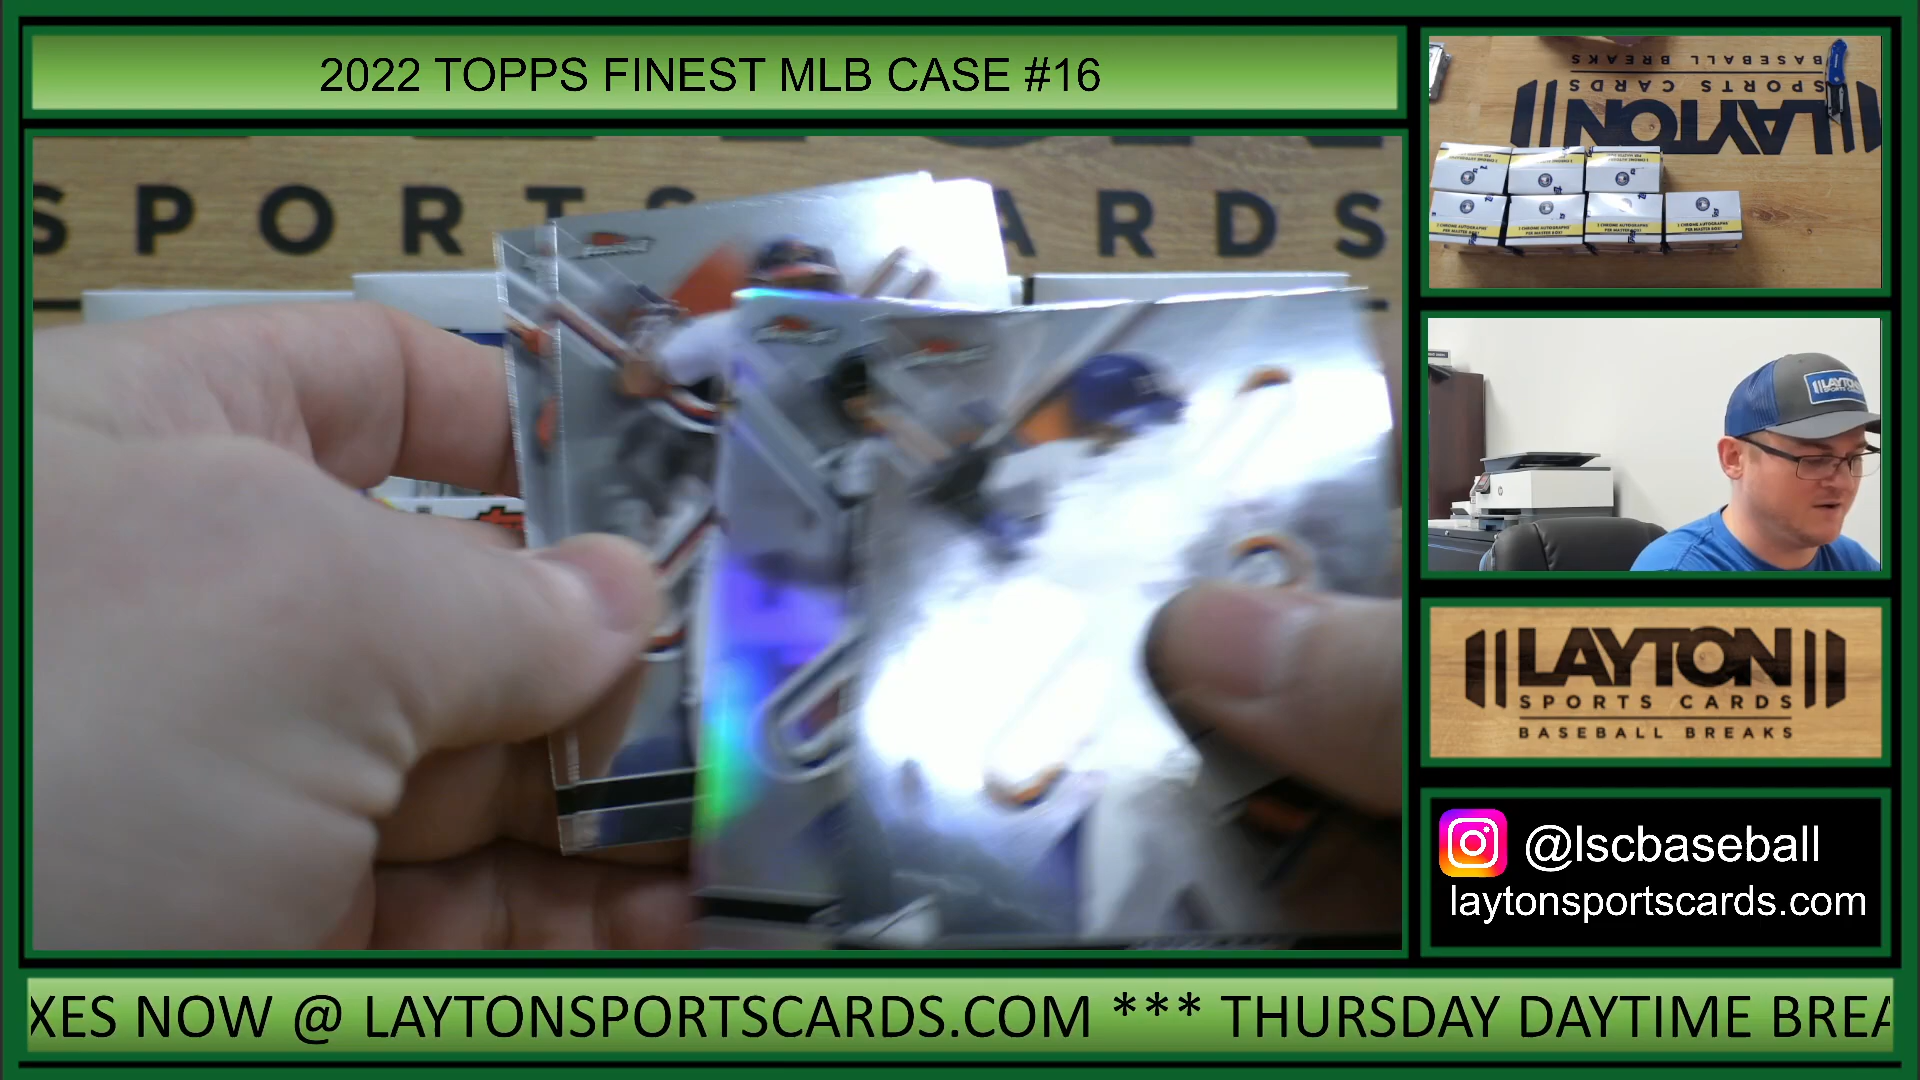 2022 TOPPS FINEST MLB CASE #16
SPORTS CARDS
BASEBALL BREAKS
SPORTS CARDS
LAYTON
LAYTON
LAYTON
SPORTS CARDS
BASEBALL BREAKS
@lscbaseball
laytonsportscards.com
XES NOW @ LAYTONSPORTSCARDS.COM *** THURSDAY DAYTIME BREA